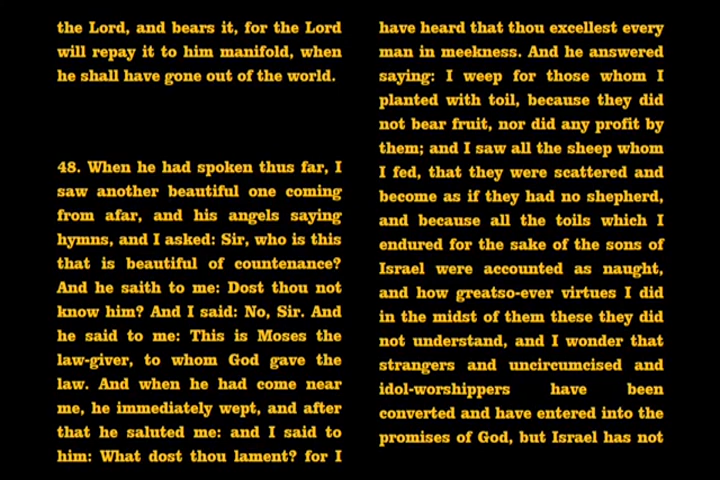 the Lord, and bears it, for the Lord
will repay it to him manifold, when
he shall have gone out of the world.
48. When he had spoken thus far, I
saw another beautiful one coming
from afar, and his angels saying
hymns, and I asked: Sir, who is this
that is beautiful of countenance?
And he saith to me: Dost thou not
know him? And I said: No, Sir. And
he said to me: This is Moses the
law-giver, to whom God gave the
law. And when he had come near
me, he immediately wept, and after
that he saluted me: and I said to
him: What dost thou lament? for I
have heard that thou excellest every
man in meekness. And he answered
saying: I weep for those whom I
planted with toil, because they did
not bear fruit, nor did any profit by
them; and I saw all the sheep whom
I fed, that they were scattered and
become as if they had no shepherd,
and because all the toils which I
endured for the sake of the sons of
Israel were accounted as naught,
and how greatso-ever virtues I did
in the midst of them these they did
not understand, and I wonder that
strangers and uncircumcised and
idol-worshippers have been
converted and have entered into the
promises of God, but Israel has not